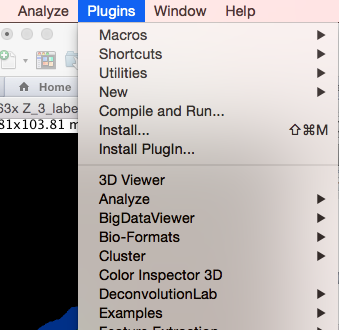 Analyze Plugins Window Help
Macros
Shortcuts
Utilities
New
Compile and Run...
Install... ⇧⌘M
Install PlugIn...
Home
63x Z_3_labe
81x103.81 m
3D Viewer
Analyze
BigDataViewer
Bio-Formats
Cluster
Color Inspector 3D
DeconvolutionLab
Examples
Feature Extraction